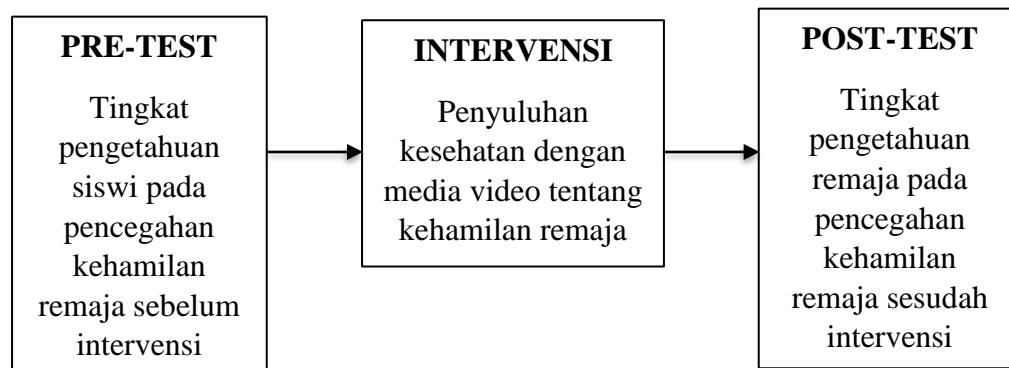 PRE-TEST
Tingkat
pengetahuan
siswi pada
pencegahan
kehamilan
remaja sebelum
intervensi
INTERVENSI
Penyuluhan
kesehatan dengan
media video tentang
kehamilan remaja
POST-TEST
Tingkat
pengetahuan
remaja pada
pencegahan
kehamilan
remaja sesudah
intervensi